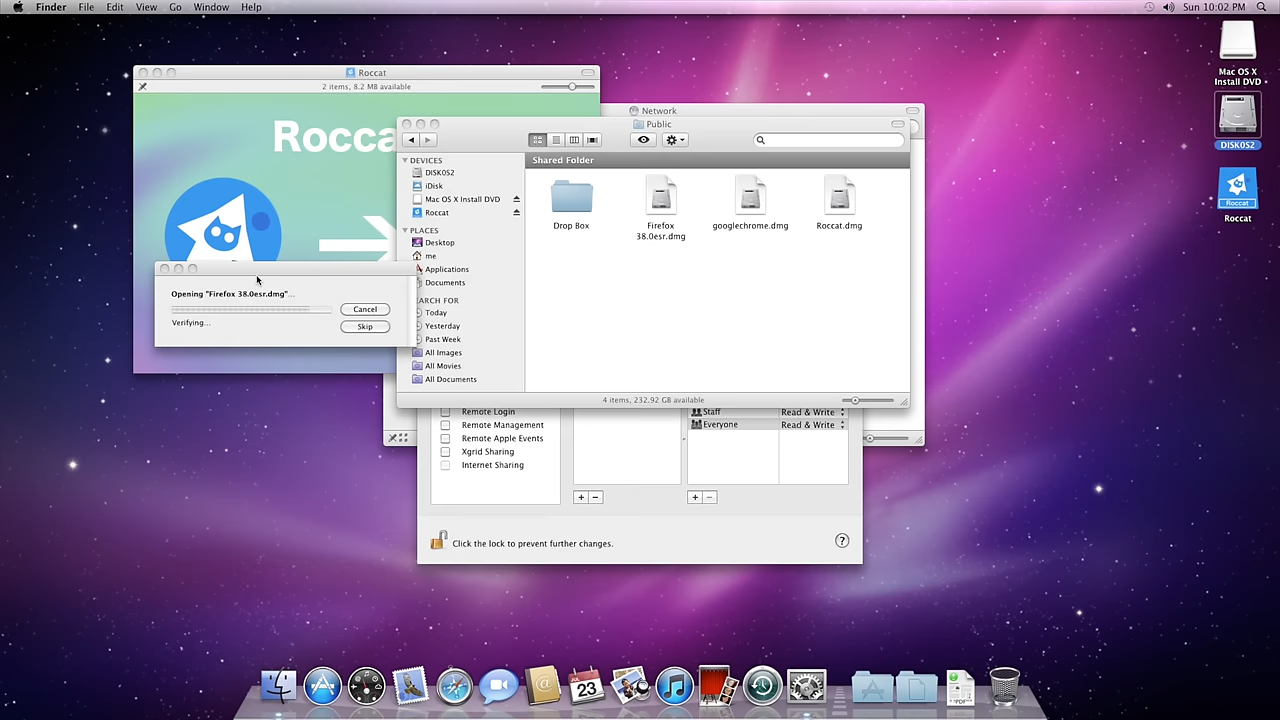 Finder File Edit View Go Window Help
Sun 10:02 PM
Roccat
2 items, 8.2 MB available
Rocca
Opening "Firefox 38.0esr.dmg"...
Verifying...
Cancel
Skip
Network
Public
DEVICES
DISK0S2
iDisk
Mac OS X Install DVD
Roccat
PLACES
Desktop
me
Applications
Documents
EARCH FOR
Today
Yesterday
Past Week
All Images
All Movies
All Documents
Shared Folder
Drop Box
Firefox
38.0esr.dmg
googlechrome.dmg
Roccat.dmg
4 items, 232.92 GB available
Remote Login
Remote Management
Remote Apple Events
Xgrid Sharing
Internet Sharing
Staff Read & Write
Everyone Read & Write
+ −
+ −
Click the lock to prevent further changes.
?
Mac OS X
Install DVD
DISK0S2
Roccat
Roccat
23
PDF